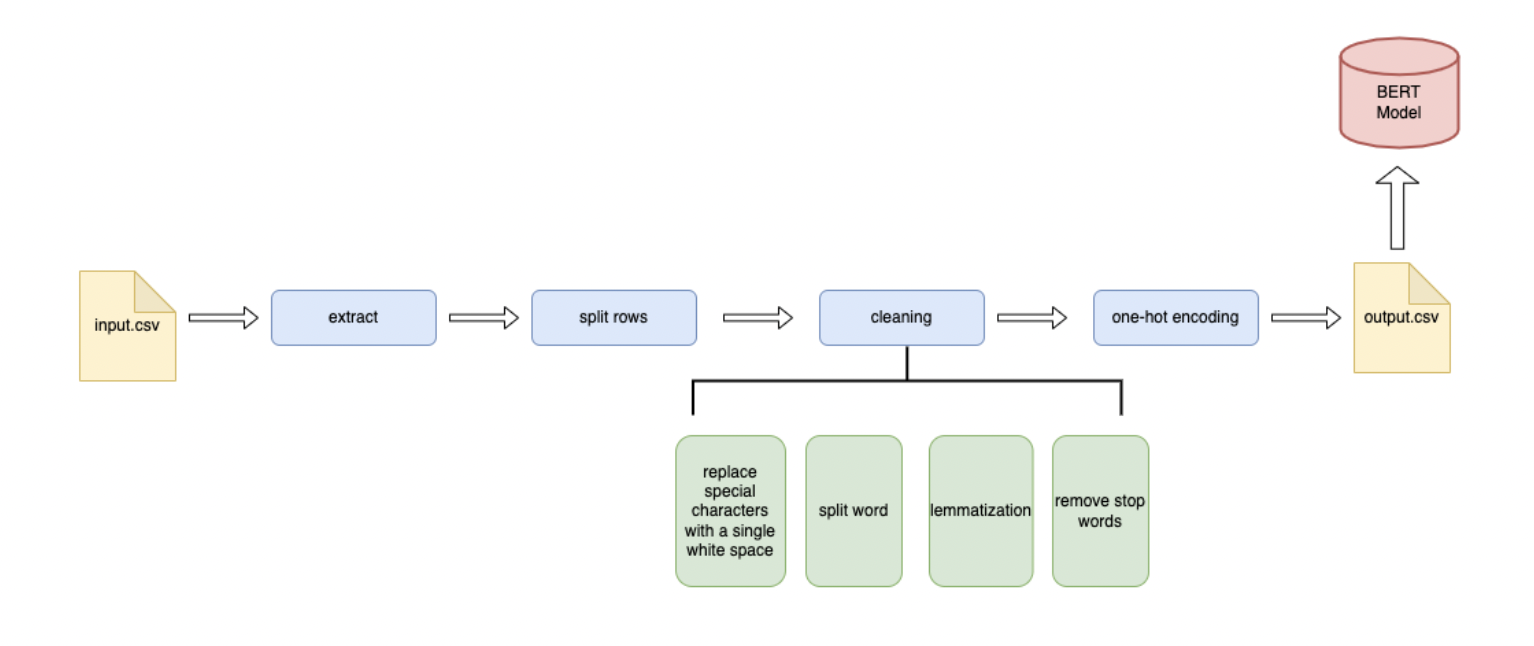 BERT
Model
input.csv
extract
split rows
cleaning
one-hot encoding
output.csv
replace
special
characters
with a single
white space
split word
lemmatization
remove stop
words